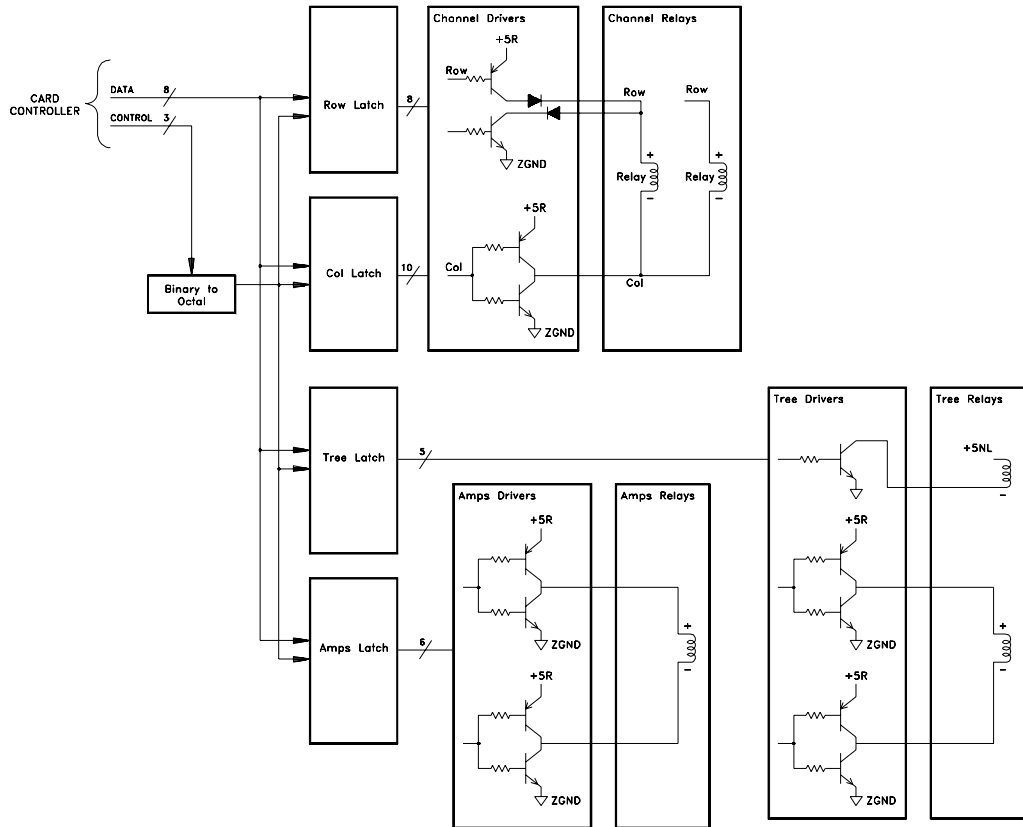 CARD
CONTROLLER
DATA
8
CONTROL
3
Binary to
Octal
Row Latch
8
Col Latch
10
Tree Latch
5
Amps Latch
6
Channel Drivers
+5R
Row
ZGND
+5R
Col
ZGND
Channel Relays
Row
Row
+
+
Relay
Relay
-
-
Col
Amps Drivers
+5R
ZGND
+5R
ZGND
Amps Relays
+
-
Tree Drivers
+5R
ZGND
+5R
ZGND
Tree Relays
+5NL
-
+
-